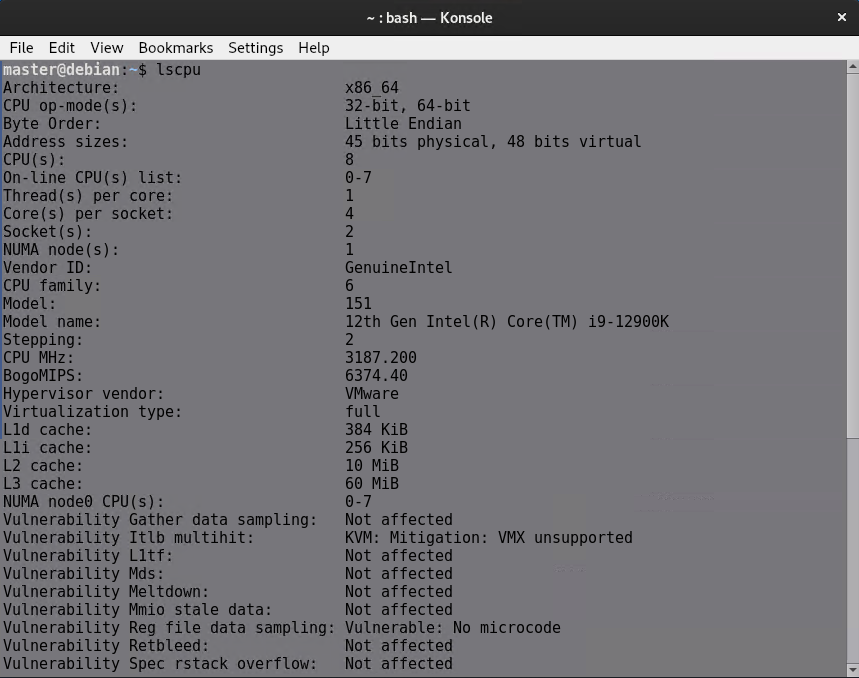 ~ : bash — Konsole
File Edit View Bookmarks Settings Help
master@debian:~$ lscpu
Architecture: x86_64
CPU op-mode(s): 32-bit, 64-bit
Byte Order: Little Endian
Address sizes: 45 bits physical, 48 bits virtual
CPU(s): 8
On-line CPU(s) list: 0-7
Thread(s) per core: 1
Core(s) per socket: 4
Socket(s): 2
NUMA node(s): 1
Vendor ID: GenuineIntel
CPU family: 6
Model: 151
Model name: 12th Gen Intel(R) Core(TM) i9-12900K
Stepping: 2
CPU MHz: 3187.200
BogoMIPS: 6374.40
Hypervisor vendor: VMware
Virtualization type: full
L1d cache: 384 KiB
L1i cache: 256 KiB
L2 cache: 10 MiB
L3 cache: 60 MiB
NUMA node0 CPU(s): 0-7
Vulnerability Gather data sampling: Not affected
Vulnerability Itlb multihit: KVM: Mitigation: VMX unsupported
Vulnerability L1tf: Not affected
Vulnerability Mds: Not affected
Vulnerability Meltdown: Not affected
Vulnerability Mmio stale data: Not affected
Vulnerability Reg file data sampling: Vulnerable: No microcode
Vulnerability Retbleed: Not affected
Vulnerability Spec rstack overflow: Not affected